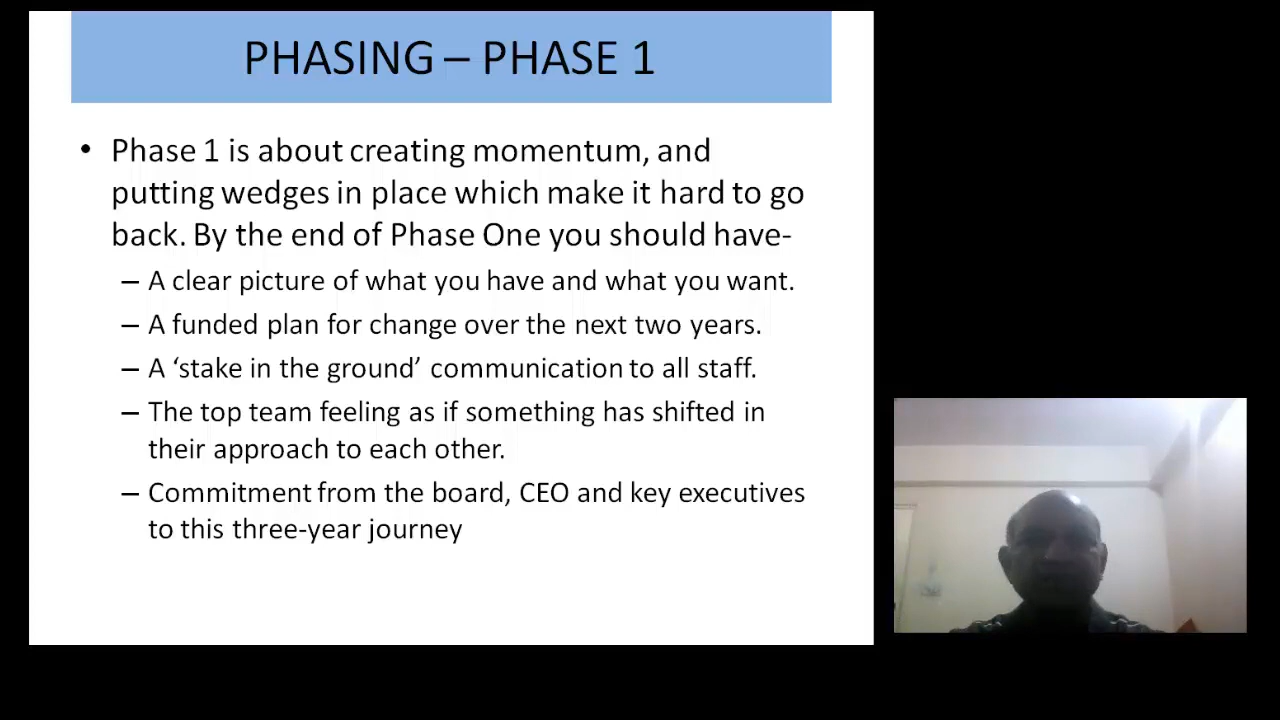 PHASING – PHASE 1
• Phase 1 is about creating momentum, and
putting wedges in place which make it hard to go
back. By the end of Phase One you should have-
– A clear picture of what you have and what you want.
– A funded plan for change over the next two years.
– A ‘stake in the ground’ communication to all staff.
– The top team feeling as if something has shifted in
their approach to each other.
– Commitment from the board, CEO and key executives
to this three-year journey